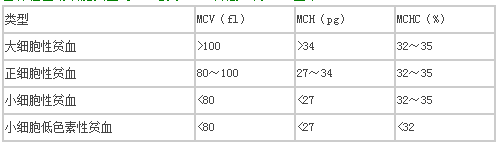 类型 MCV（fl） MCH（pg） MCHC（%）
大细胞性贫血 >100 >34 32～35
正细胞性贫血 80～100 27～34 32～35
小细胞性贫血 <80 <27 32～35
小细胞低色素性贫血 <80 <27 <32